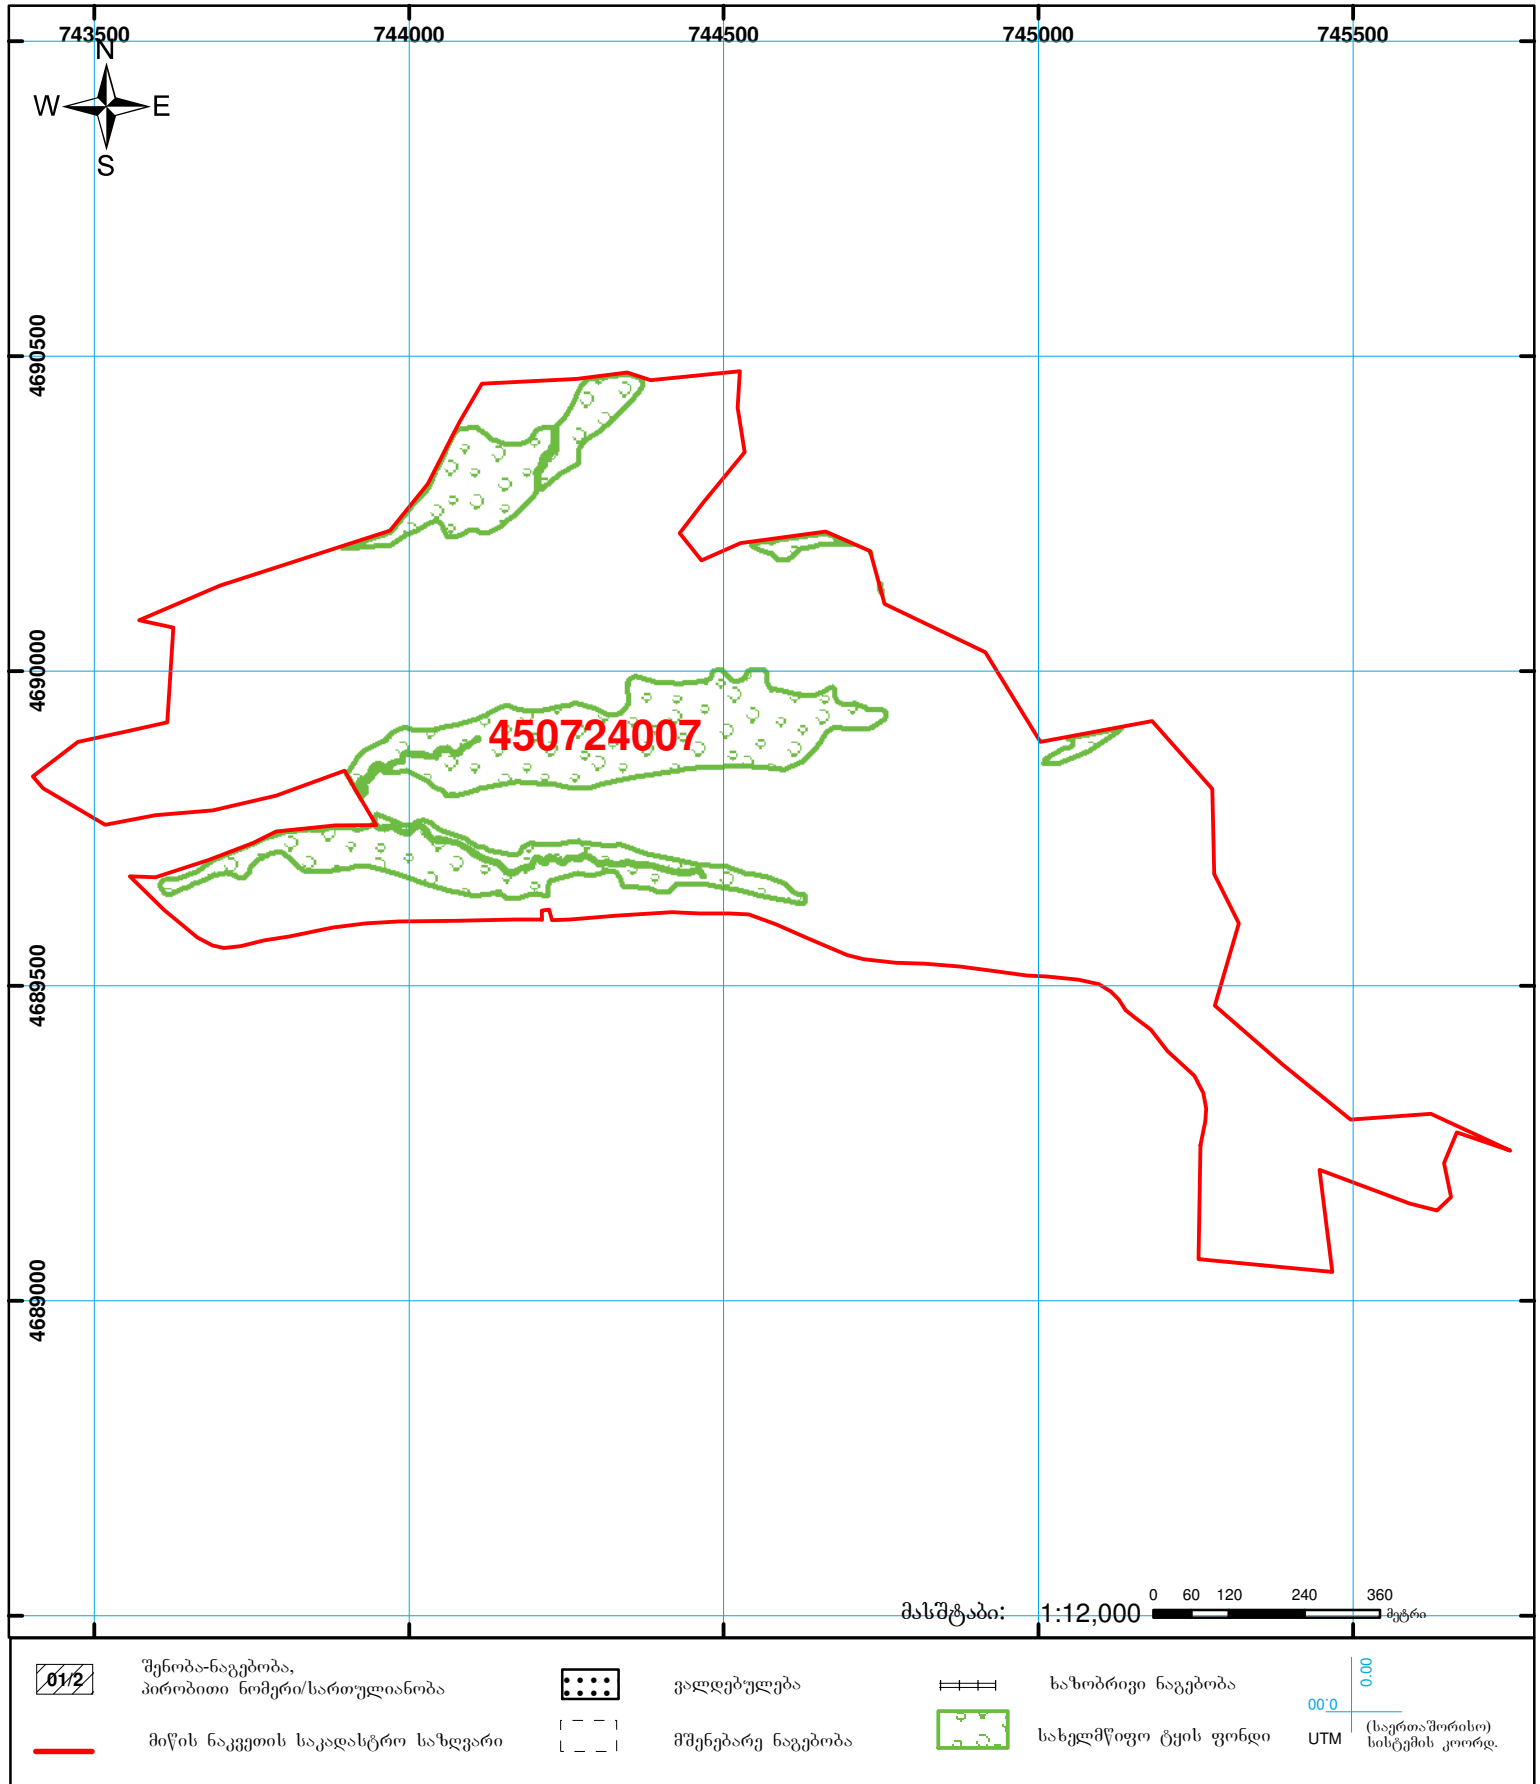 743500 744000 744500 745000 745500
N
W E
S
4690500
4690000
450724007
4689500
4689000
0 60 120 240 360
მასშტაბი: 1:12,000 მეტრი
01/2 შენობა-ნაგებობა,
პირობითი ნომერი/სართულიანობა
ვალდებულება
ხაზობრივი ნაგებობა
0.00
00.0
მიწის ნაკვეთის საკადასტრო საზღვარი
მშენებარე ნაგებობა
სახელმწიფო ტყის ფონდი
UTM (საერთაშორისო)
სისტემის კოორდ.